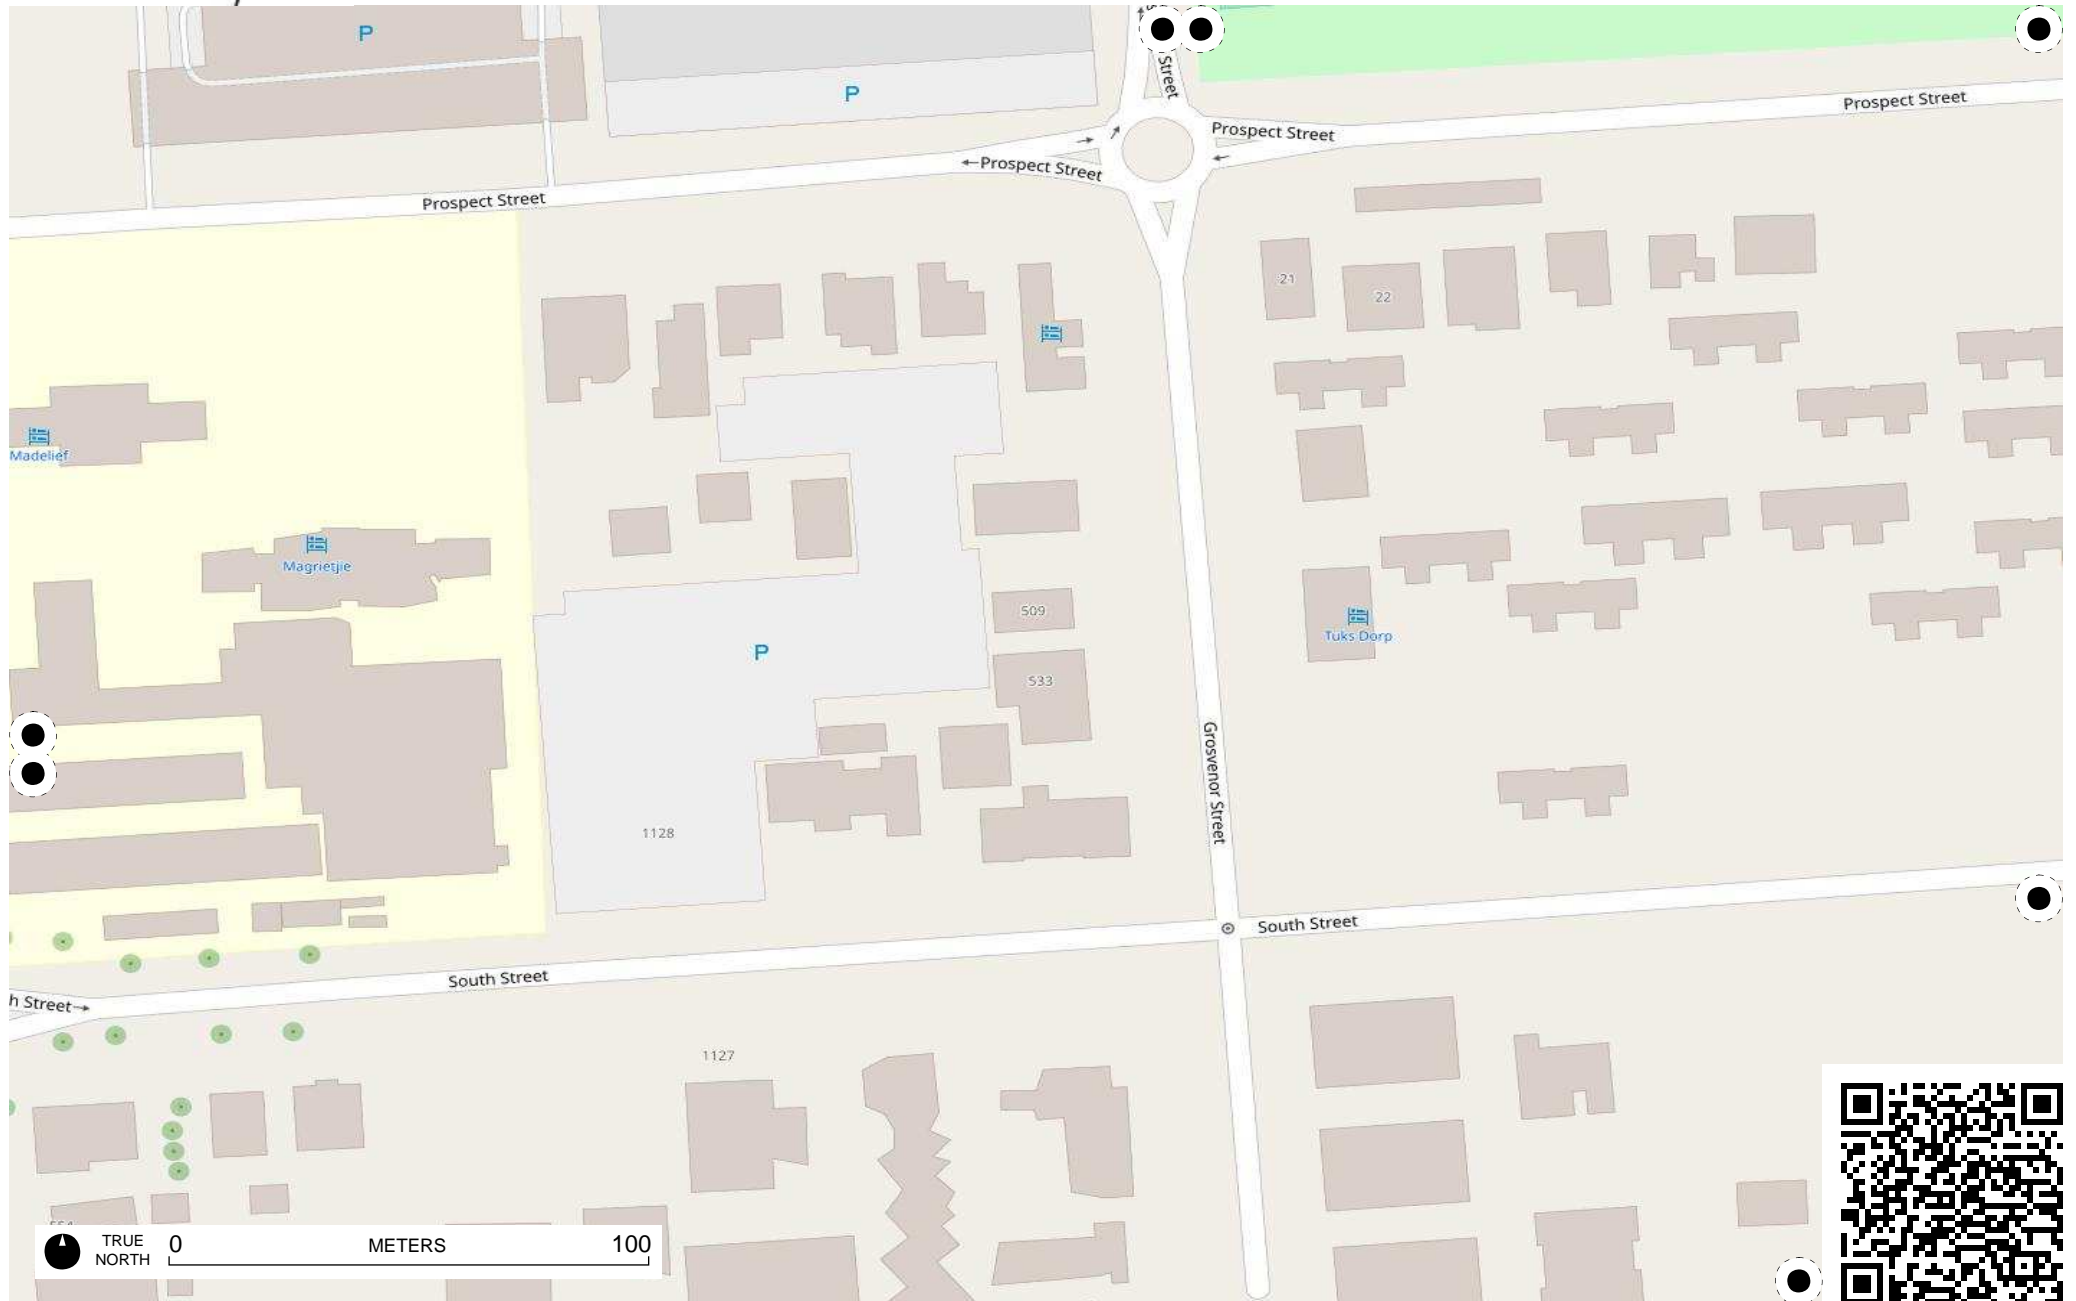 P
P
Street
Prospect Street
Prospect Street
Prospect Street
Prospect Street
21
22
Madelief
Magrietjie
509
Tuks Dorp
P
533
Grosvenor Street
1128
South Street
South Street
h Street
1127
TRUE
NORTH
0
METERS
100